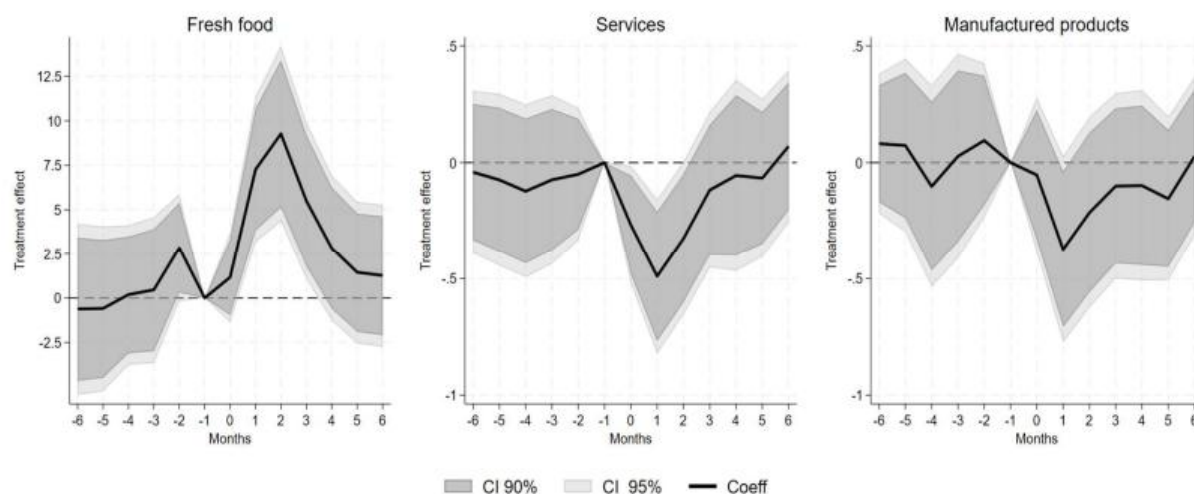 Fresh food
Treatment effect
12.5
10
7.5
5
2.5
0
-2.5
-6 -5 -4 -3 -2 -1 0 1 2 3 4 5 6
Months
Services
Treatment effect
.5
0
-.5
-1
-6 -5 -4 -3 -2 -1 0 1 2 3 4 5 6
Months
Manufactured products
Treatment effect
.5
0
-.5
-1
-6 -5 -4 -3 -2 -1 0 1 2 3 4 5 6
Months
CI 90% CI 95% Coeff